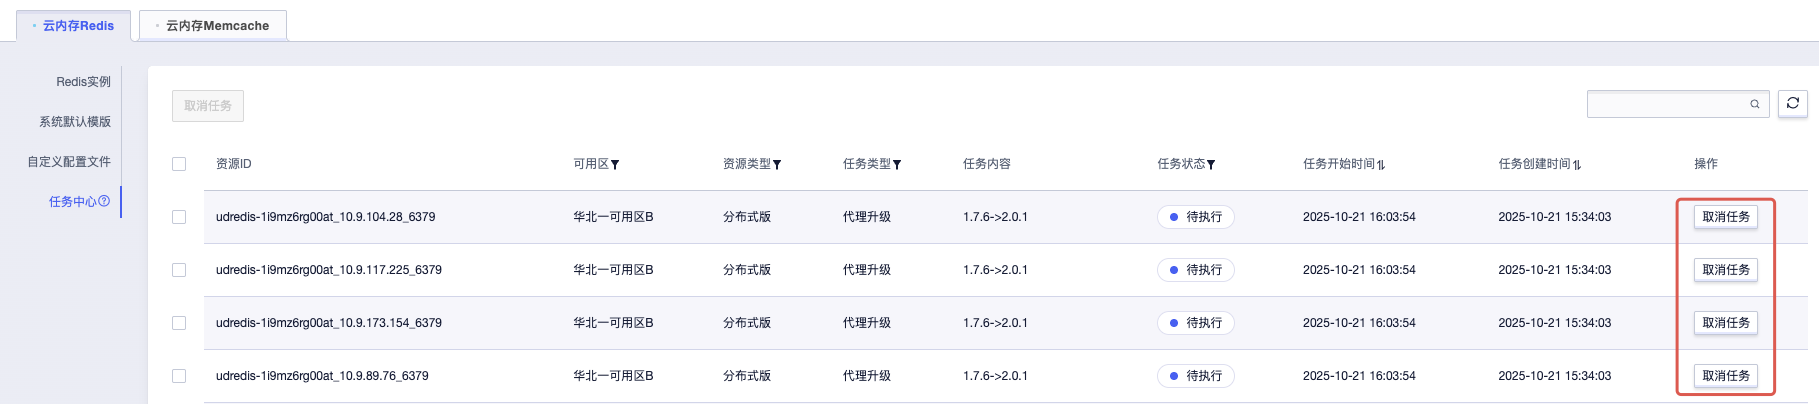 云内存Redis
云内存Memcache
Redis实例
系统默认模版
自定义配置文件
任务中心
取消任务
资源ID 可用区 资源类型 任务类型 任务内容 任务状态 任务开始时间 任务创建时间 操作
udredis-1i9mz6rg00at_10.9.104.28_6379 华北一可用区B 分布式版 代理升级 1.7.6->2.0.1 待执行 2025-10-21 16:03:54 2025-10-21 15:34:03 取消任务
udredis-1i9mz6rg00at_10.9.117.225_6379 华北一可用区B 分布式版 代理升级 1.7.6->2.0.1 待执行 2025-10-21 16:03:54 2025-10-21 15:34:03 取消任务
udredis-1i9mz6rg00at_10.9.173.154_6379 华北一可用区B 分布式版 代理升级 1.7.6->2.0.1 待执行 2025-10-21 16:03:54 2025-10-21 15:34:03 取消任务
udredis-1i9mz6rg00at_10.9.89.76_6379 华北一可用区B 分布式版 代理升级 1.7.6->2.0.1 待执行 2025-10-21 16:03:54 2025-10-21 15:34:03 取消任务